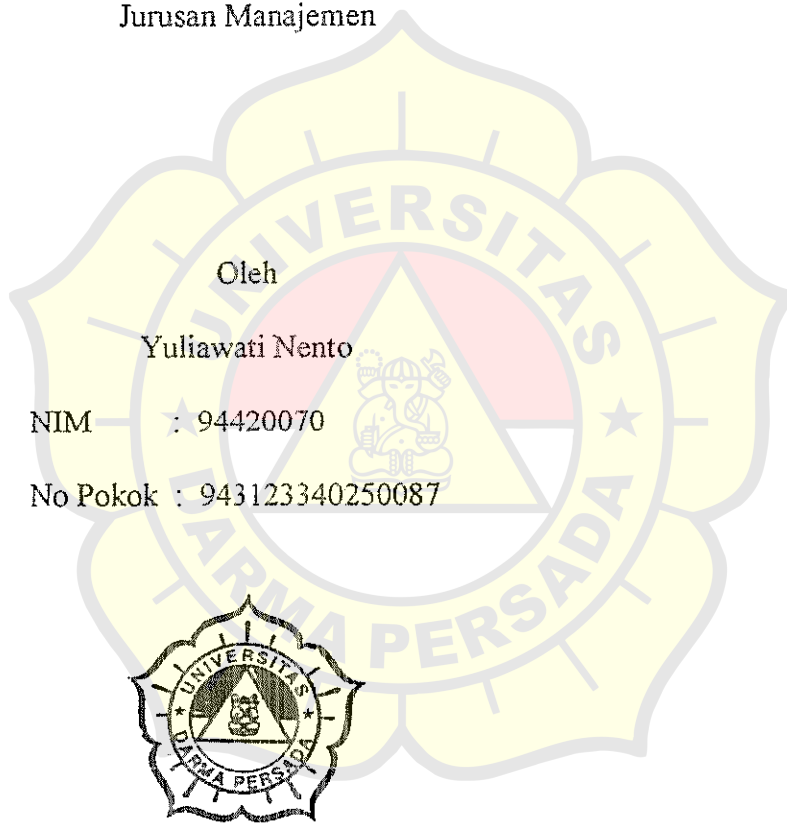 Jurusan Manajemen
Oleh
Yuliawati Nento
NIM : 94420070
No Pokok : 943123340250087
UNIVERSITAS
DARMA PERSADA
UNIVERSITAS
DARMA PERSADA